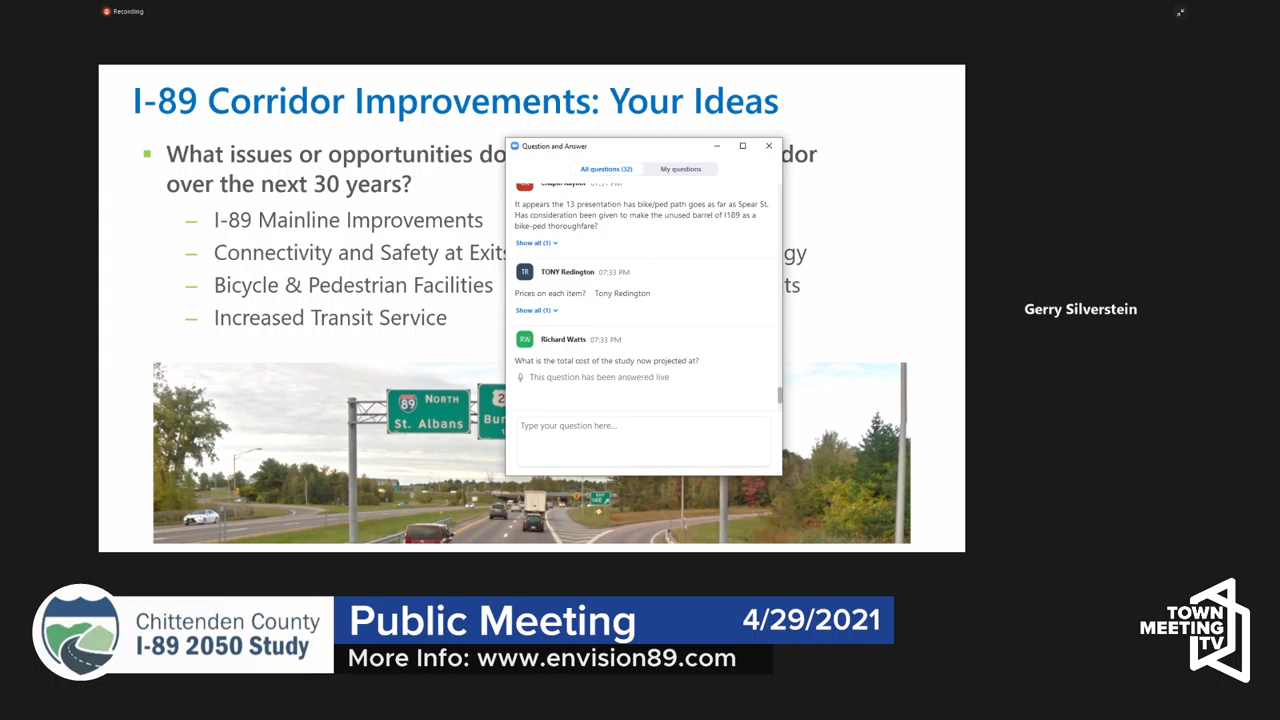 Recording
I-89 Corridor Improvements: Your Ideas
What issues or opportunities do
dor
over the next 30 years?
I-89 Mainline Improvements
Connectivity and Safety at Exits
gy
Bicycle & Pedestrian Facilities
ts
Increased Transit Service
Question and Answer
All questions (32)
My questions
It appears the 13 presentation has bike/ped path goes as far as Spear St.
Has consideration been given to make the unused barrel of I189 as a
bike-ped thoroughfare?
Show all (1)
TR
TONY Redington 07:33 PM
Prices on each item? Tony Redington
Show all (1)
RW
Richard Watts 07:33 PM
What is the total cost of the study now projected at?
This question has been answered live
Type your question here...
Gerry Silverstein
89 NORTH
St. Albans
2
Bur
EXIT
14E
Chittenden County
I-89 2050 Study
Public Meeting
4/29/2021
More Info: www.envision89.com
TOWN
MEETING
TV